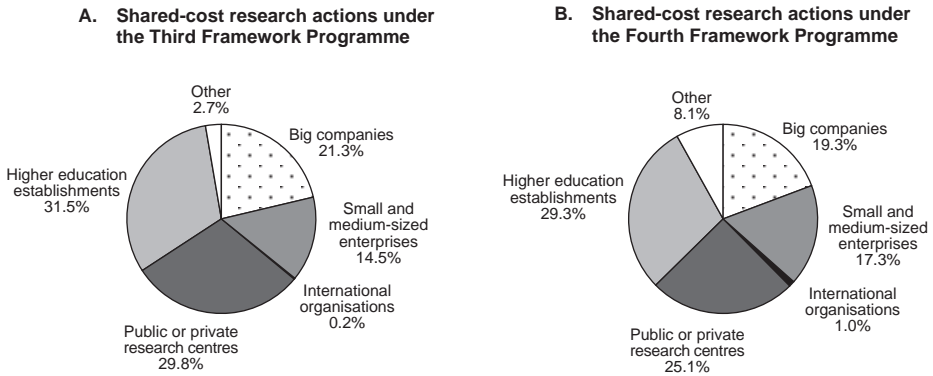 A. Shared-cost research actions under
the Third Framework Programme
Other
2.7%
Big companies
21.3%
Higher education
establishments
31.5%
Small and
medium-sized
enterprises
14.5%
International
organisations
0.2%
Public or private
research centres
29.8%
B. Shared-cost research actions under
the Fourth Framework Programme
Other
8.1%
Big companies
19.3%
Higher education
establishments
29.3%
Small and
medium-sized
enterprises
17.3%
International
organisations
1.0%
Public or private
research centres
25.1%